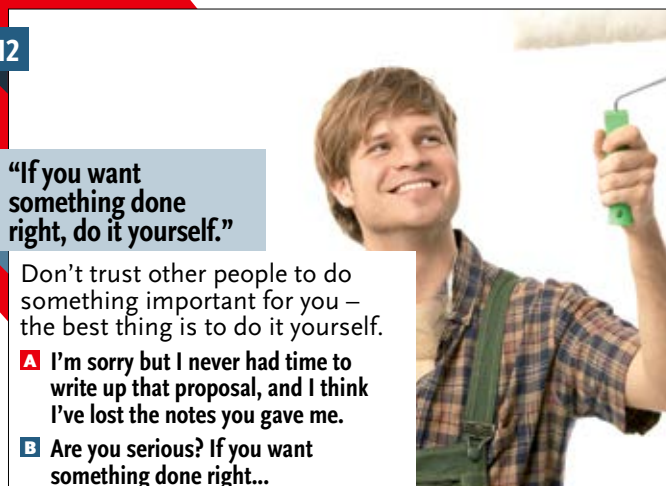 12
“If you want
something done
right, do it yourself.”
Don’t trust other people to do
something important for you –
the best thing is to do it yourself.
A I’m sorry but I never had time to
write up that proposal, and I think
I’ve lost the notes you gave me.
B Are you serious? If you want
something done right...